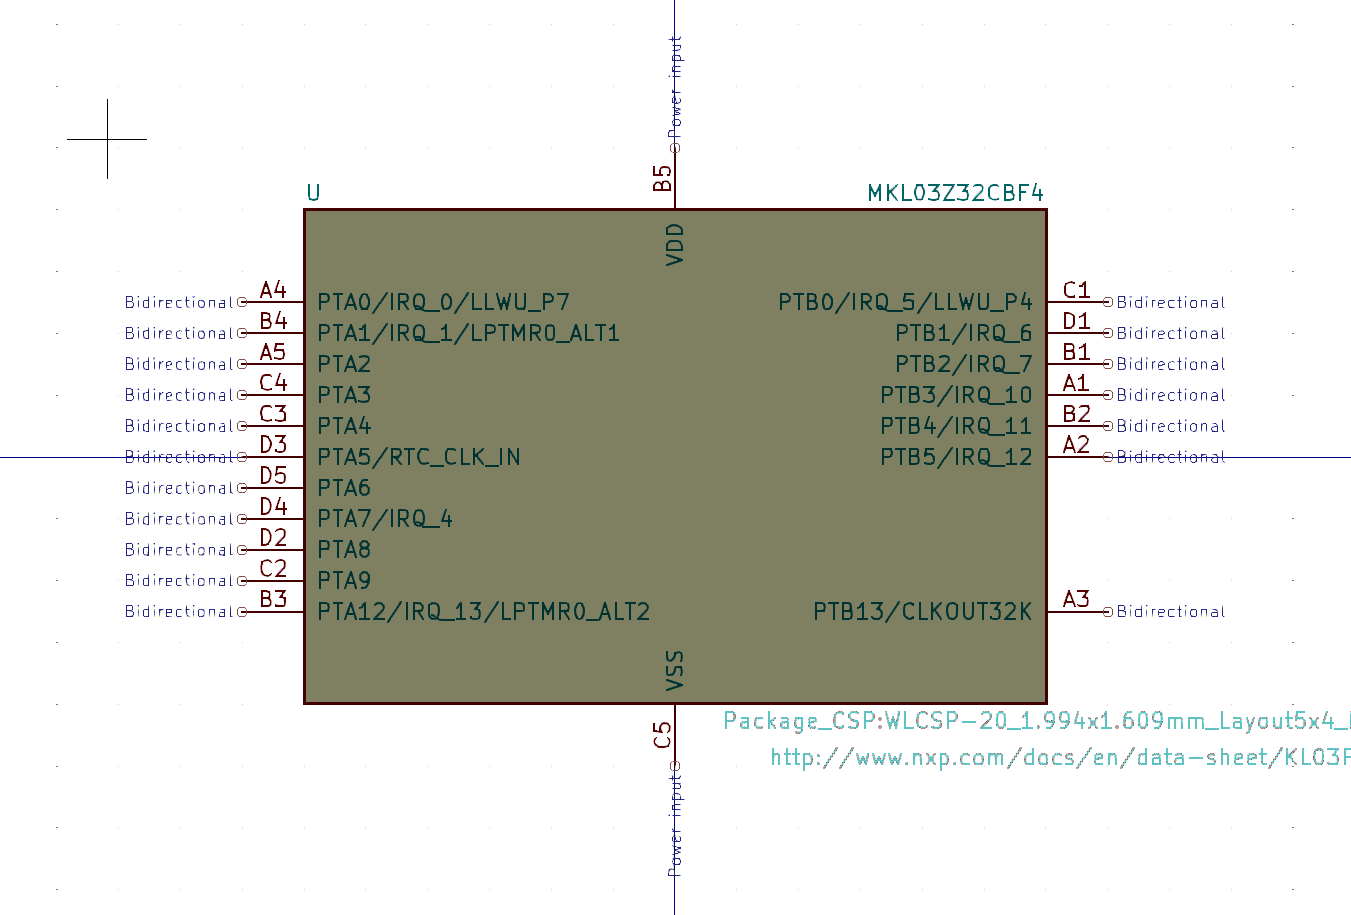 Power input
B5
U
MKL03Z32CBF4
VDD
Bidirectional A4 PTA0/IRQ_0/LLWU_P7 PTB0/IRQ_5/LLWU_P4 C1 Bidirectional
Bidirectional B4 PTA1/IRQ_1/LPTMR0_ALT1 PTB1/IRQ_6 D1 Bidirectional
Bidirectional A5 PTA2 PTB2/IRQ_7 B1 Bidirectional
Bidirectional C4 PTA3 PTB3/IRQ_10 A1 Bidirectional
Bidirectional C3 PTA4 PTB4/IRQ_11 B2 Bidirectional
Bidirectional D3 PTA5/RTC_CLK_IN PTB5/IRQ_12 A2 Bidirectional
Bidirectional D5 PTA6
Bidirectional D4 PTA7/IRQ_4
Bidirectional D2 PTA8
Bidirectional C2 PTA9
Bidirectional B3 PTA12/IRQ_13/LPTMR0_ALT2 PTB13/CLKOUT32K A3 Bidirectional
VSS
C5
Package_CSP:WLCSP-20_1.994x1.609mm_Layout5x4_
http://www.nxp.com/docs/en/data-sheet/KL03
Power input